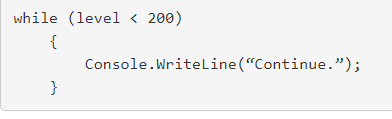 while (level < 200)
{
Console.WriteLine(“Continue.”);
}